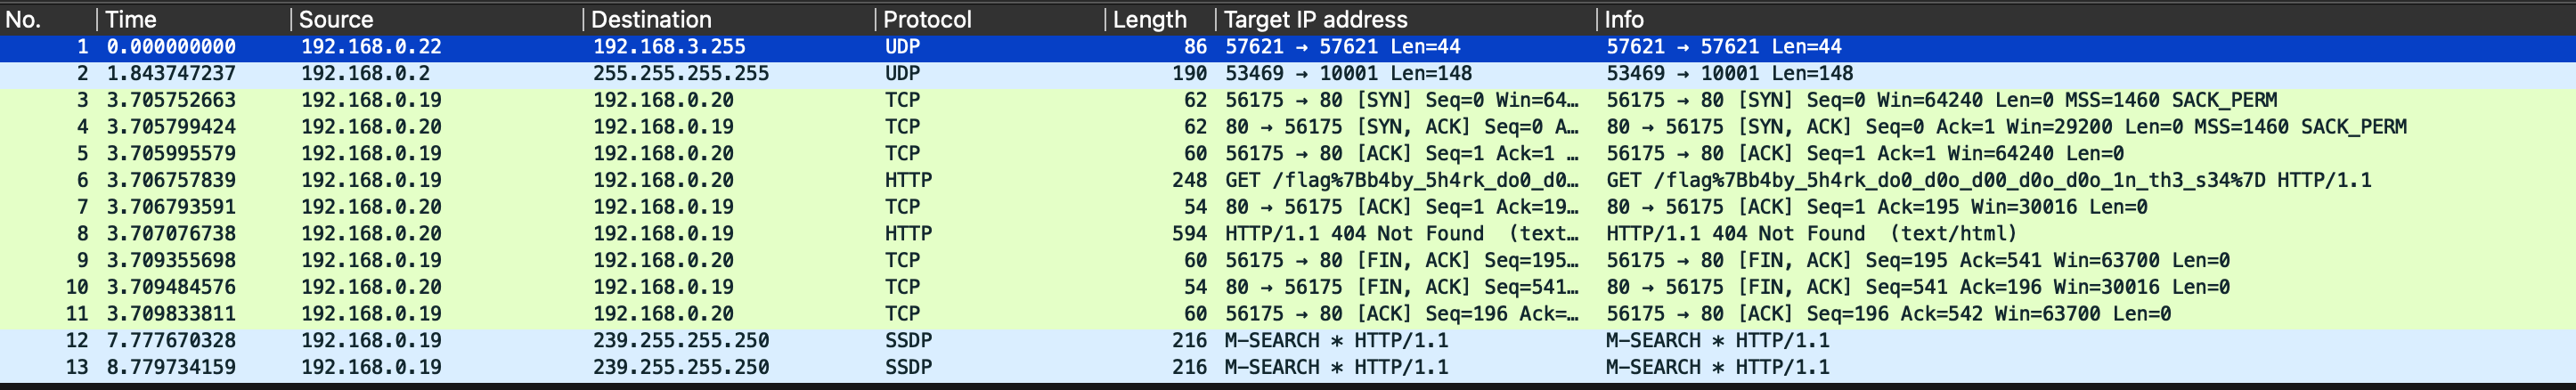 No. Time Source Destination Protocol Length Target IP address Info
1 0.000000000 192.168.0.22 192.168.3.255 UDP 86 57621 → 57621 Len=44 57621 → 57621 Len=44
2 1.843747237 192.168.0.2 255.255.255.255 UDP 190 53469 → 10001 Len=148 53469 → 10001 Len=148
3 3.705752663 192.168.0.19 192.168.0.20 TCP 62 56175 → 80 [SYN] Seq=0 Win=64… 56175 → 80 [SYN] Seq=0 Win=64240 Len=0 MSS=1460 SACK_PERM
4 3.705799424 192.168.0.20 192.168.0.19 TCP 62 80 → 56175 [SYN, ACK] Seq=0 A… 80 → 56175 [SYN, ACK] Seq=0 Ack=1 Win=29200 Len=0 MSS=1460 SACK_PERM
5 3.705995579 192.168.0.19 192.168.0.20 TCP 60 56175 → 80 [ACK] Seq=1 Ack=1 … 56175 → 80 [ACK] Seq=1 Ack=1 Win=64240 Len=0
6 3.706757839 192.168.0.19 192.168.0.20 HTTP 248 GET /flag%7Bb4by_5h4rk_do0_d0… GET /flag%7Bb4by_5h4rk_do0_d0o_d00_d0o_d0o_1n_th3_s34%7D HTTP/1.1
7 3.706793591 192.168.0.20 192.168.0.19 TCP 54 80 → 56175 [ACK] Seq=1 Ack=19… 80 → 56175 [ACK] Seq=1 Ack=195 Win=30016 Len=0
8 3.707076738 192.168.0.20 192.168.0.19 HTTP 594 HTTP/1.1 404 Not Found (text… HTTP/1.1 404 Not Found (text/html)
9 3.709355698 192.168.0.19 192.168.0.20 TCP 60 56175 → 80 [FIN, ACK] Seq=195… 56175 → 80 [FIN, ACK] Seq=195 Ack=541 Win=63700 Len=0
10 3.709484576 192.168.0.20 192.168.0.19 TCP 54 80 → 56175 [FIN, ACK] Seq=541… 80 → 56175 [FIN, ACK] Seq=541 Ack=196 Win=30016 Len=0
11 3.709833811 192.168.0.19 192.168.0.20 TCP 60 56175 → 80 [ACK] Seq=196 Ack=… 56175 → 80 [ACK] Seq=196 Ack=542 Win=63700 Len=0
12 7.777670328 192.168.0.19 239.255.255.250 SSDP 216 M-SEARCH * HTTP/1.1 M-SEARCH * HTTP/1.1
13 8.779734159 192.168.0.19 239.255.255.250 SSDP 216 M-SEARCH * HTTP/1.1 M-SEARCH * HTTP/1.1